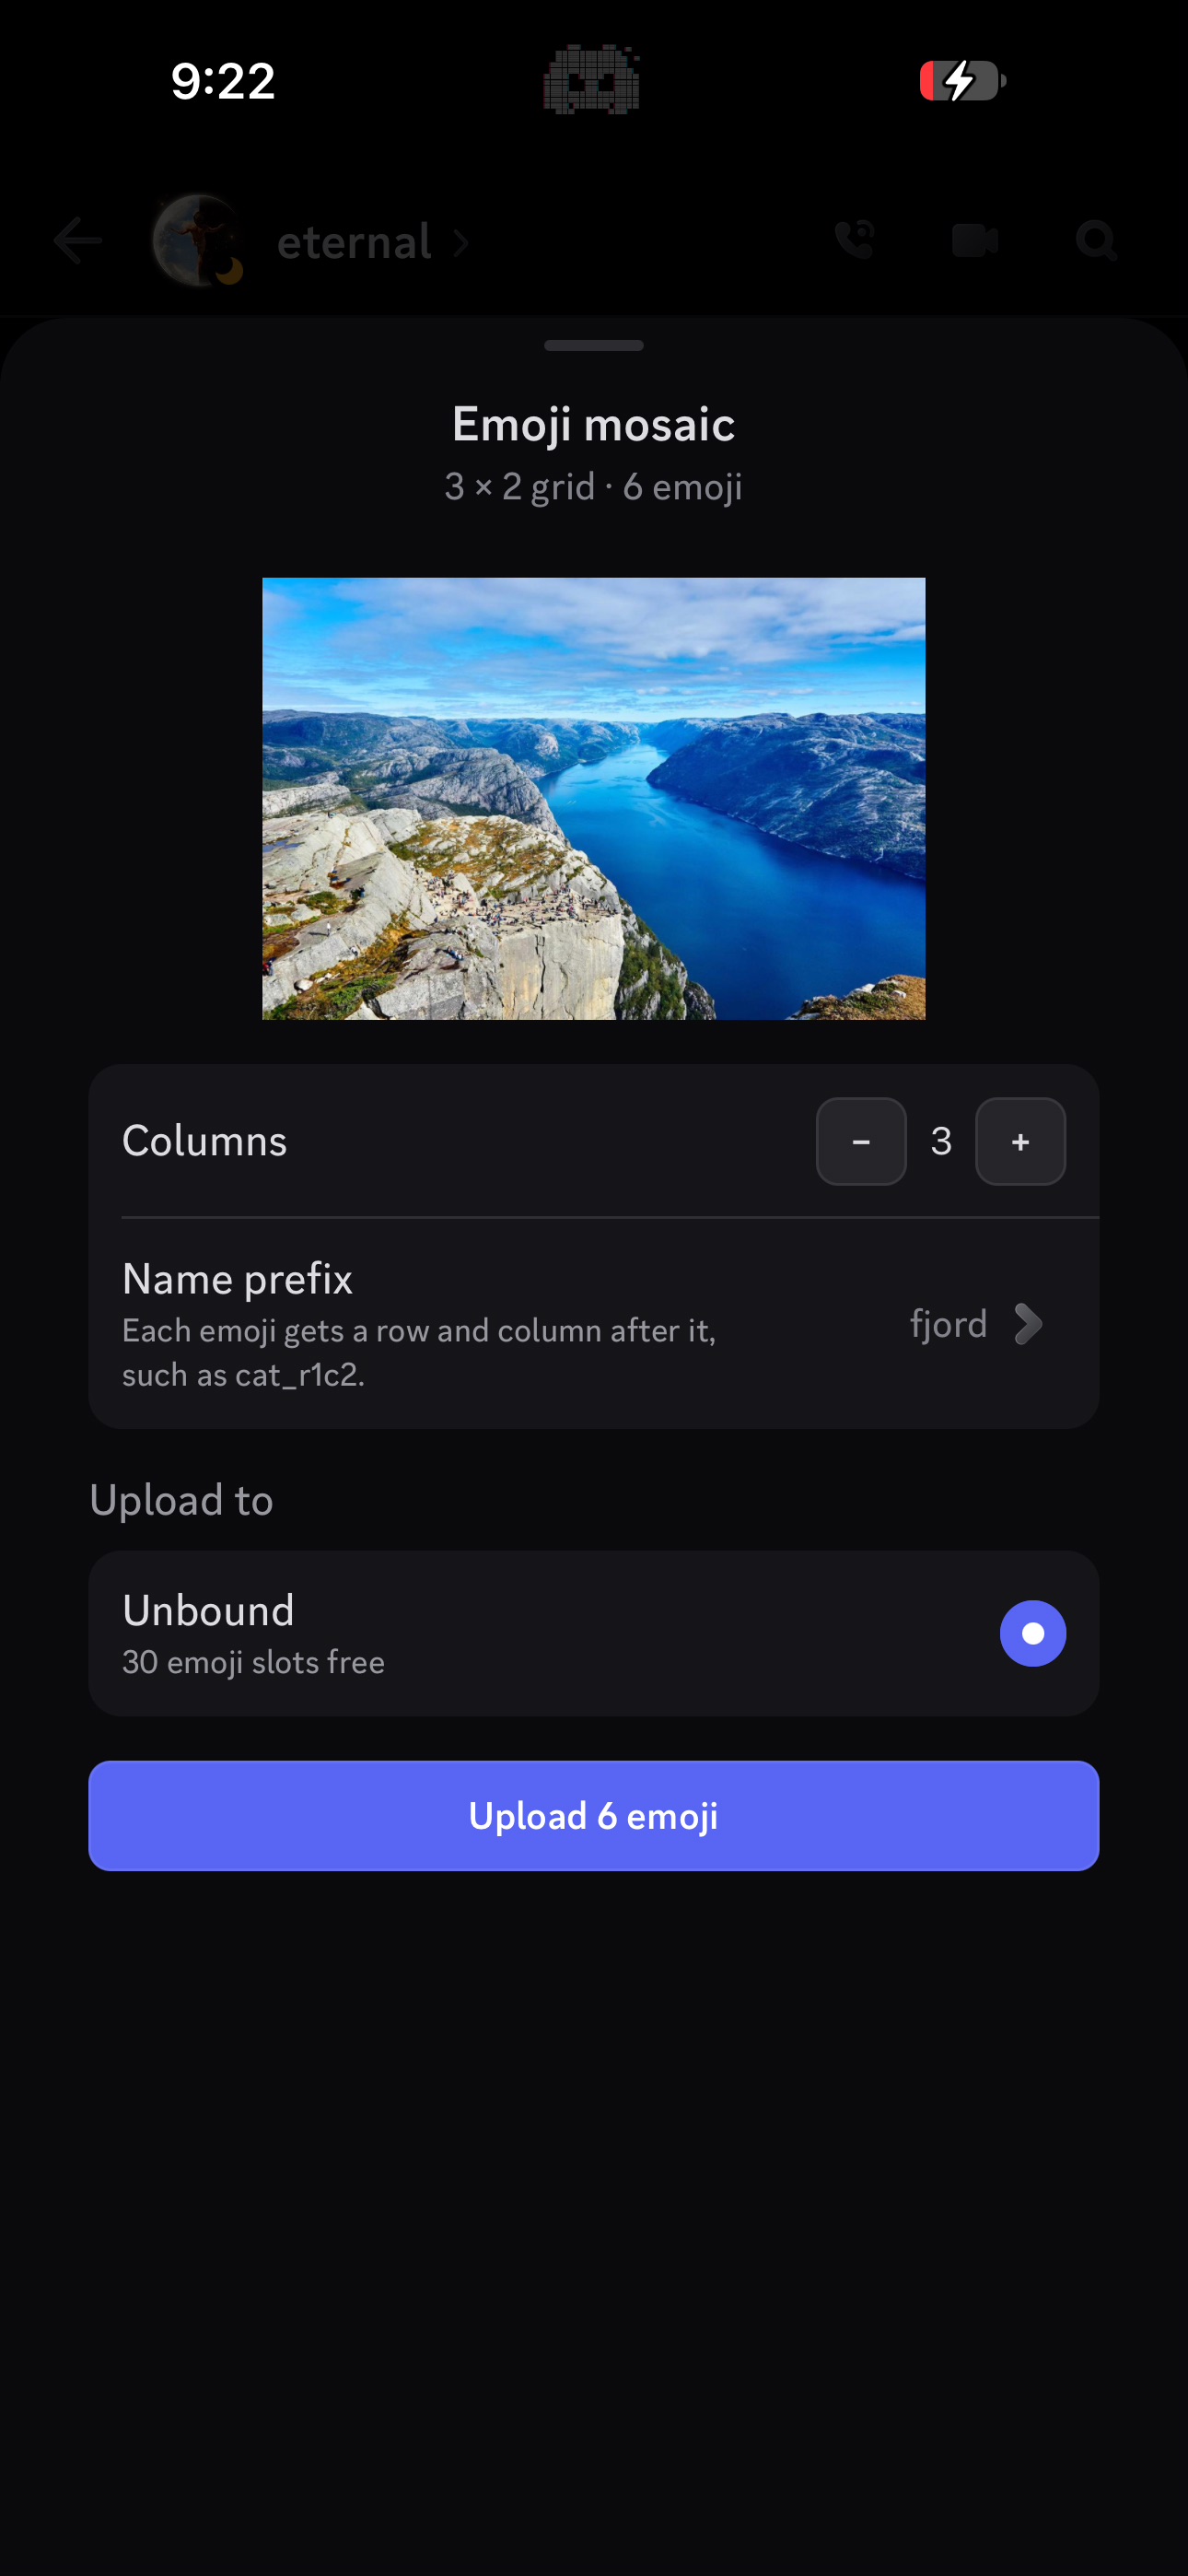 9:22
eternal
Emoji mosaic
3 × 2 grid · 6 emoji
Columns
− 3 +
Name prefix
Each emoji gets a row and column after it,
such as cat_r1c2.
fjord
Upload to
Unbound
30 emoji slots free
Upload 6 emoji